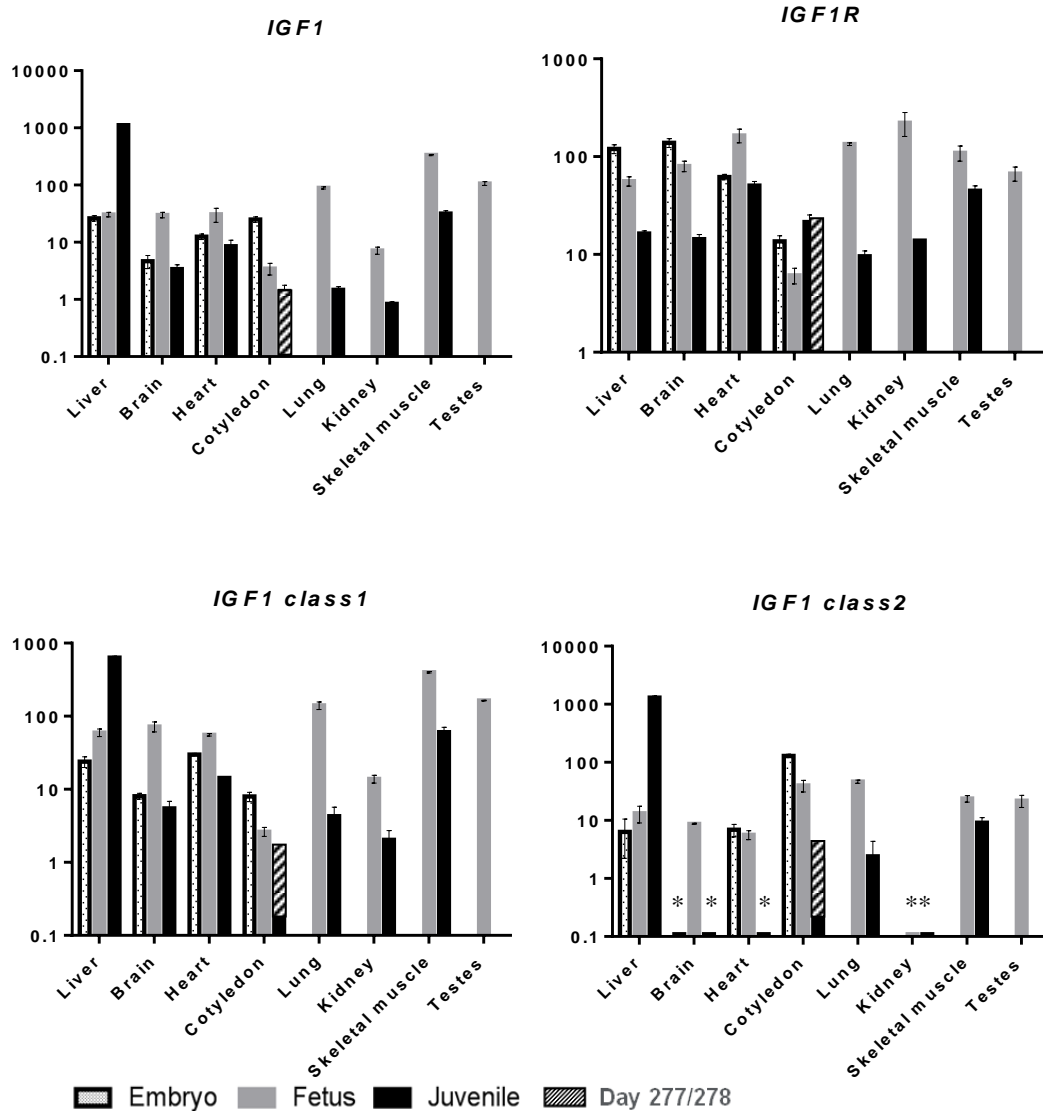 IGF1
10000
1000
100
10
1
0.1
Liver
Brain
Heart
Cotyledon
Lung
Kidney
Skeletal muscle
Testes
IGF1R
1000
100
10
1
Liver
Brain
Heart
Cotyledon
Lung
Kidney
Skeletal muscle
Testes
IGF1 class1
1000
100
10
1
0.1
Liver
Brain
Heart
Cotyledon
Lung
Kidney
Skeletal muscle
Testes
IGF1 class2
10000
1000
100
10
1
0.1
* * * **
Liver
Brain
Heart
Cotyledon
Lung
Kidney
Skeletal muscle
Testes
Embryo Fetus Juvenile Day 277/278